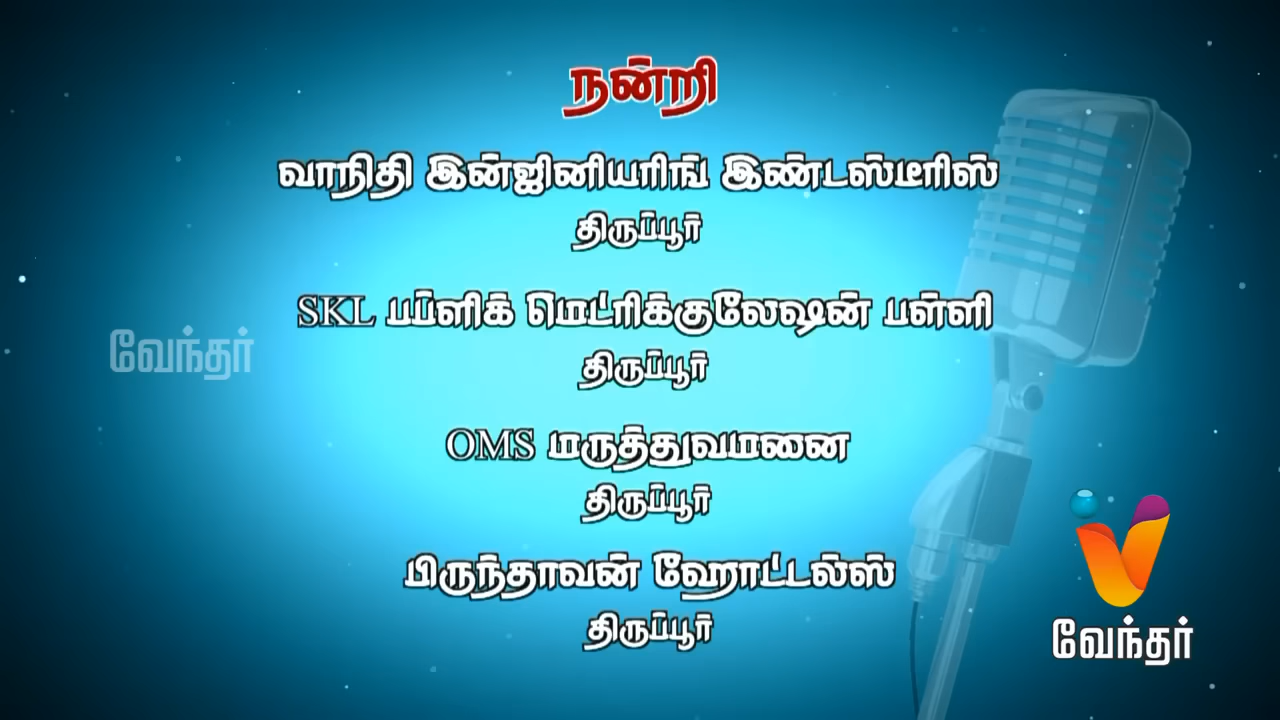 நன்றி
வாநிதி இன்ஜினியரிங் இண்டஸ்டீரிஸ்
திருப்பூர்
SKL பப்ளிக் மெட்ரிக்குலேஷன் பள்ளி
திருப்பூர்
வேந்தர்
OMS மருத்துவமனை
திருப்பூர்
பிருந்தாவன் ஹோட்டல்ஸ்
திருப்பூர்
வேந்தர்